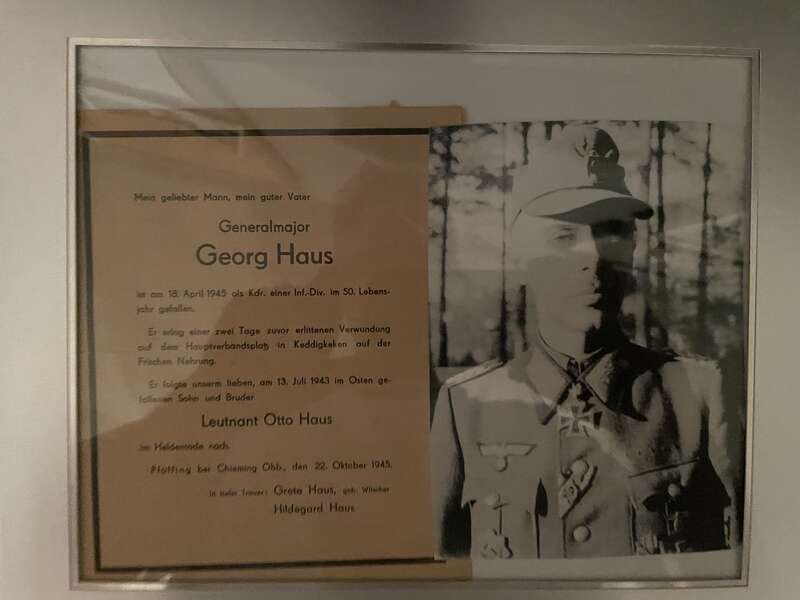 Mein geliebter Mann, mein guter Vater
Generalmajor
Georg Haus
ist am 18. April 1945 als Kdr. einer Inf.-Div. im 50. Lebens-
jahr gefallen.
Er erlag einer zwei Tage zuvor erlittenen Verwundung
auf dem Hauptverbandsplatz in Keddigkeken auf der
Frischen Nehrung.
Er folgte unserm lieben, am 13. Juli 1943 im Osten ge-
fallenen Sohn und Bruder
Leutnant Otto Haus
im Heldentode nach.
Pfaffing bei Chieming Obb., den 22. Oktober 1945.
In tiefer Trauer: Grete Haus, geb. Witscher
Hildegard Haus